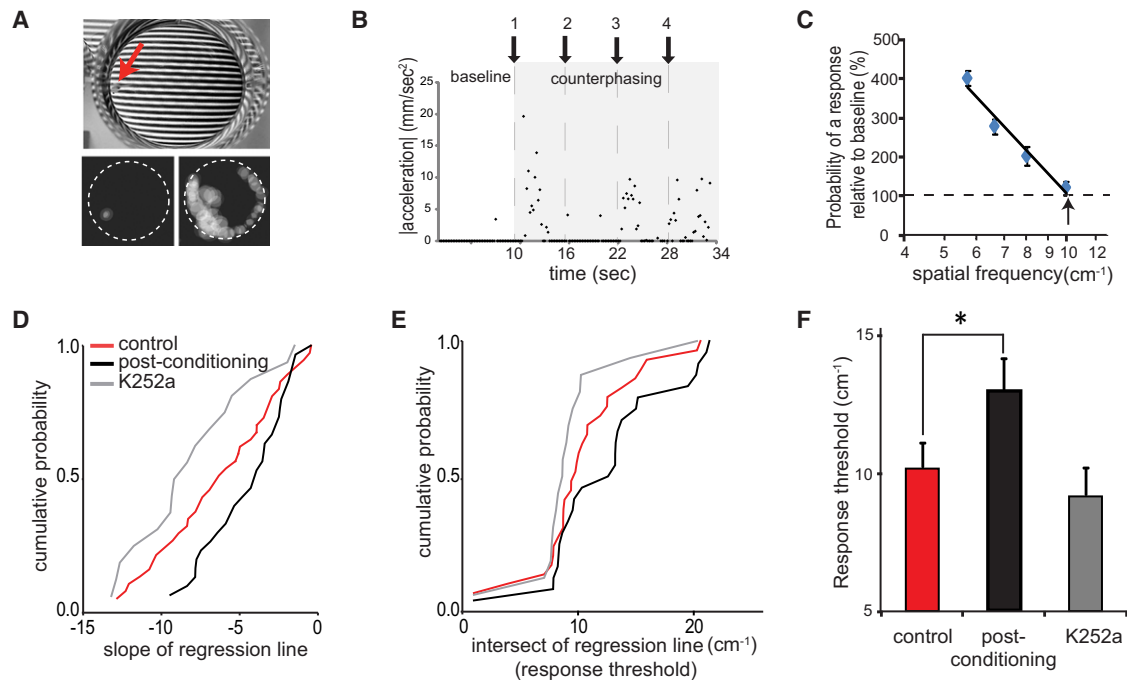 A
B
1 2 3 4
baseline
counterphasing
|acceleration| (mm/sec²)
25
20
15
10
5
0
10 16 22 28 34
time (sec)
C
Probability of a response
relative to baseline (%)
500
400
300
200
100
0
4 5 6 7 8 9 10 12
spatial frequency(cm⁻¹)
D
control
post-conditioning
K252a
cumulative probability
1.0
0.5
0.0
-15 -10 -5 0
slope of regression line
E
cumulative probability
1.0
0.5
0.0
0 10 20
intersect of regression line (cm⁻¹)
(response threshold)
F
*
Response threshold (cm⁻¹)
15
10
5
control
post-
conditioning
K252a